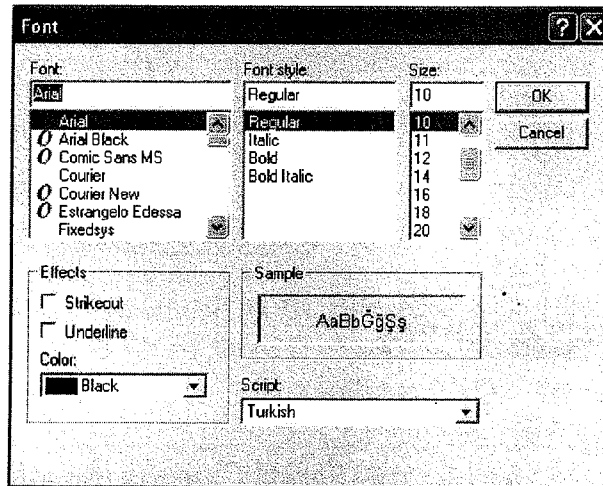 Font
Font:
Arial
Arial
Arial Black
Comic Sans MS
Courier
Courier New
Estrangelo Edessa
Fixedsys
Font style:
Regular
Regular
Italic
Bold
Bold Italic
Size:
10
10
11
12
14
16
18
20
OK
Cancel
Effects
Strikeout
Underline
Color:
Black
Sample
AaBbĞğŞş
Script:
Turkish